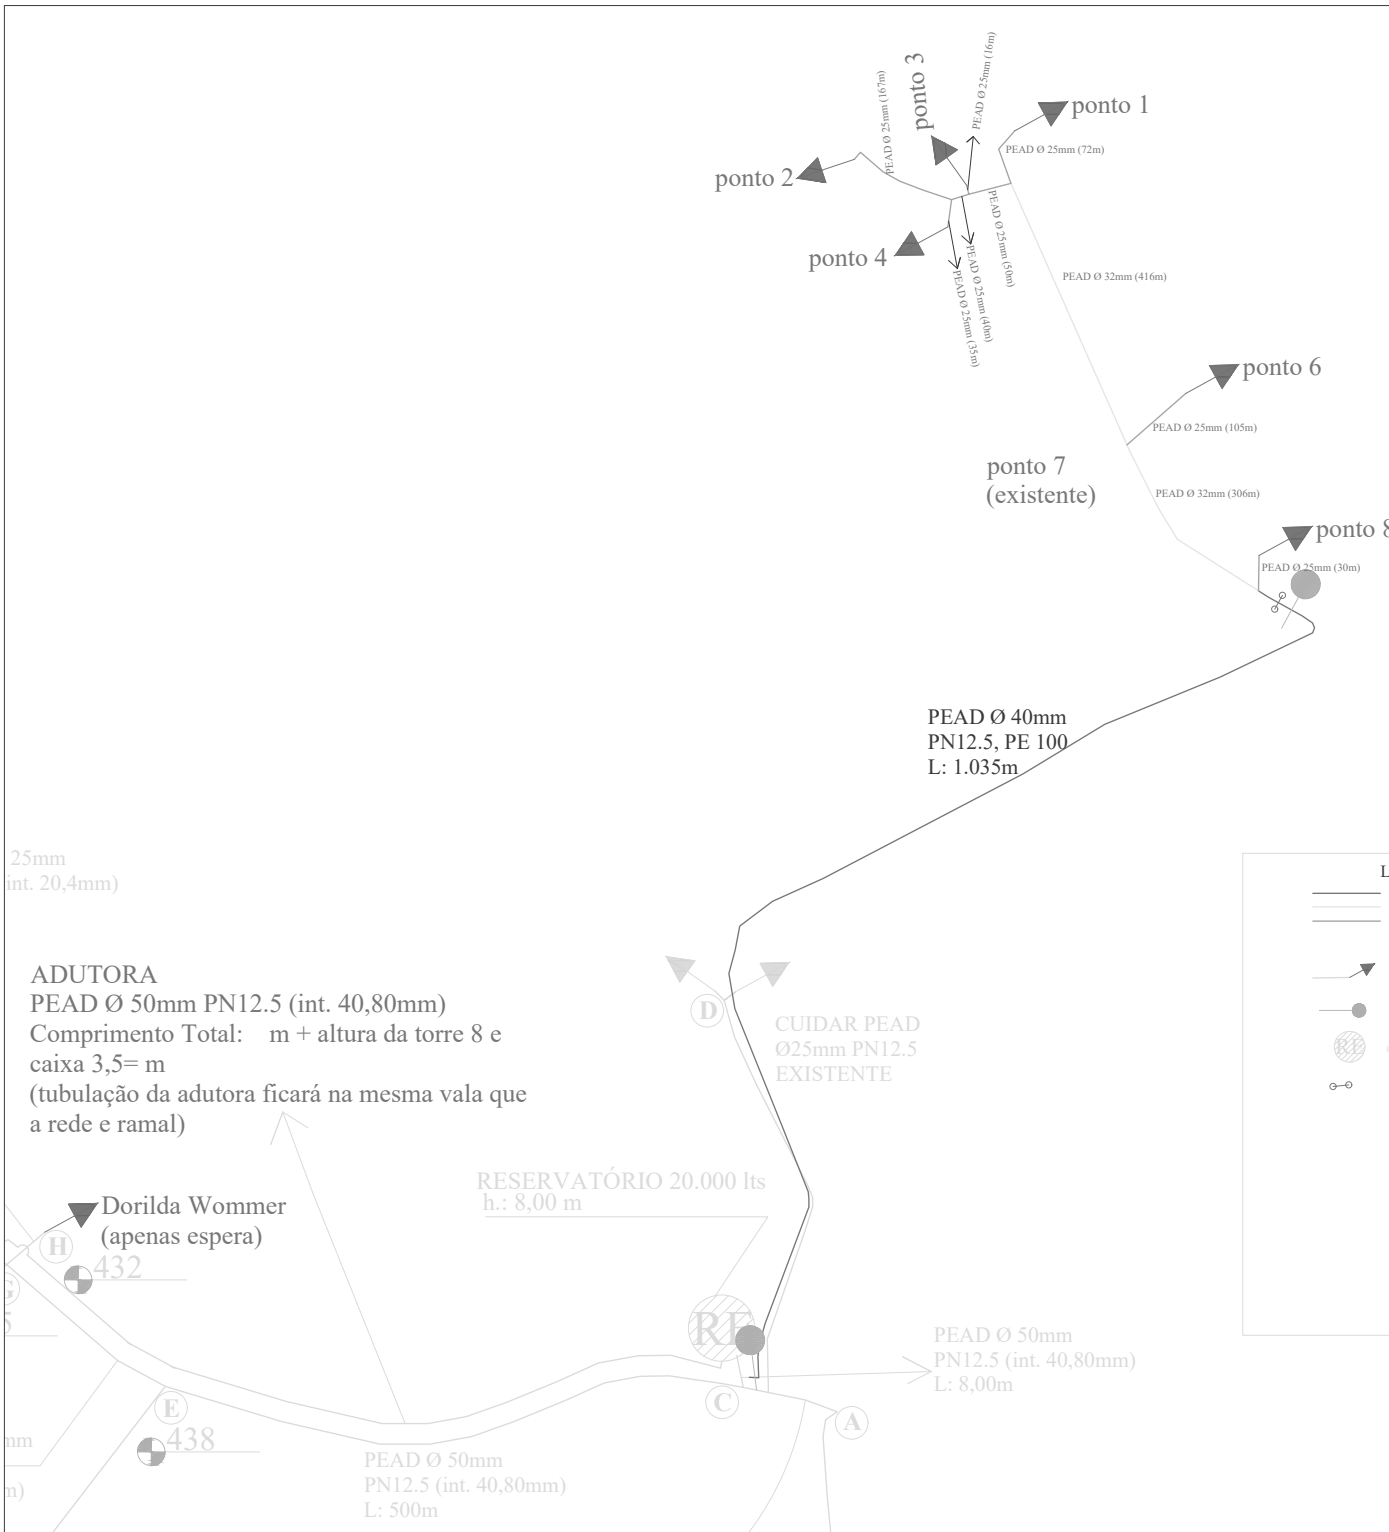 PEAD Ø 25mm (16m)
ponto 3
PEAD Ø 25mm (167m)
ponto 1
PEAD Ø 25mm (72m)
ponto 2
ponto 4
PEAD Ø 25mm (50m)
PEAD Ø 25mm (40m)
PEAD Ø 25mm (35m)
PEAD Ø 32mm (416m)
ponto 6
PEAD Ø 25mm (105m)
ponto 7
(existente)
PEAD Ø 32mm (306m)
ponto 8
PEAD Ø 25mm (30m)
PEAD Ø 40mm
PN12.5, PE 100
L: 1.035m
25mm
int. 20,4mm)
L
RE
ADUTORA
PEAD Ø 50mm PN12.5 (int. 40,80mm)
Comprimento Total: m + altura da torre 8 e
caixa 3,5= m
(tubulação da adutora ficará na mesma vala que
a rede e ramal)
D
CUIDAR PEAD
Ø25mm PN12.5
EXISTENTE
RESERVATÓRIO 20.000 lts
h.: 8,00 m
Dorilda Wommer
(apenas espera)
H
432
G
5
RE
PEAD Ø 50mm
PN12.5 (int. 40,80mm)
L: 8,00m
C
A
E
438
mm
m)
PEAD Ø 50mm
PN12.5 (int. 40,80mm)
L: 500m